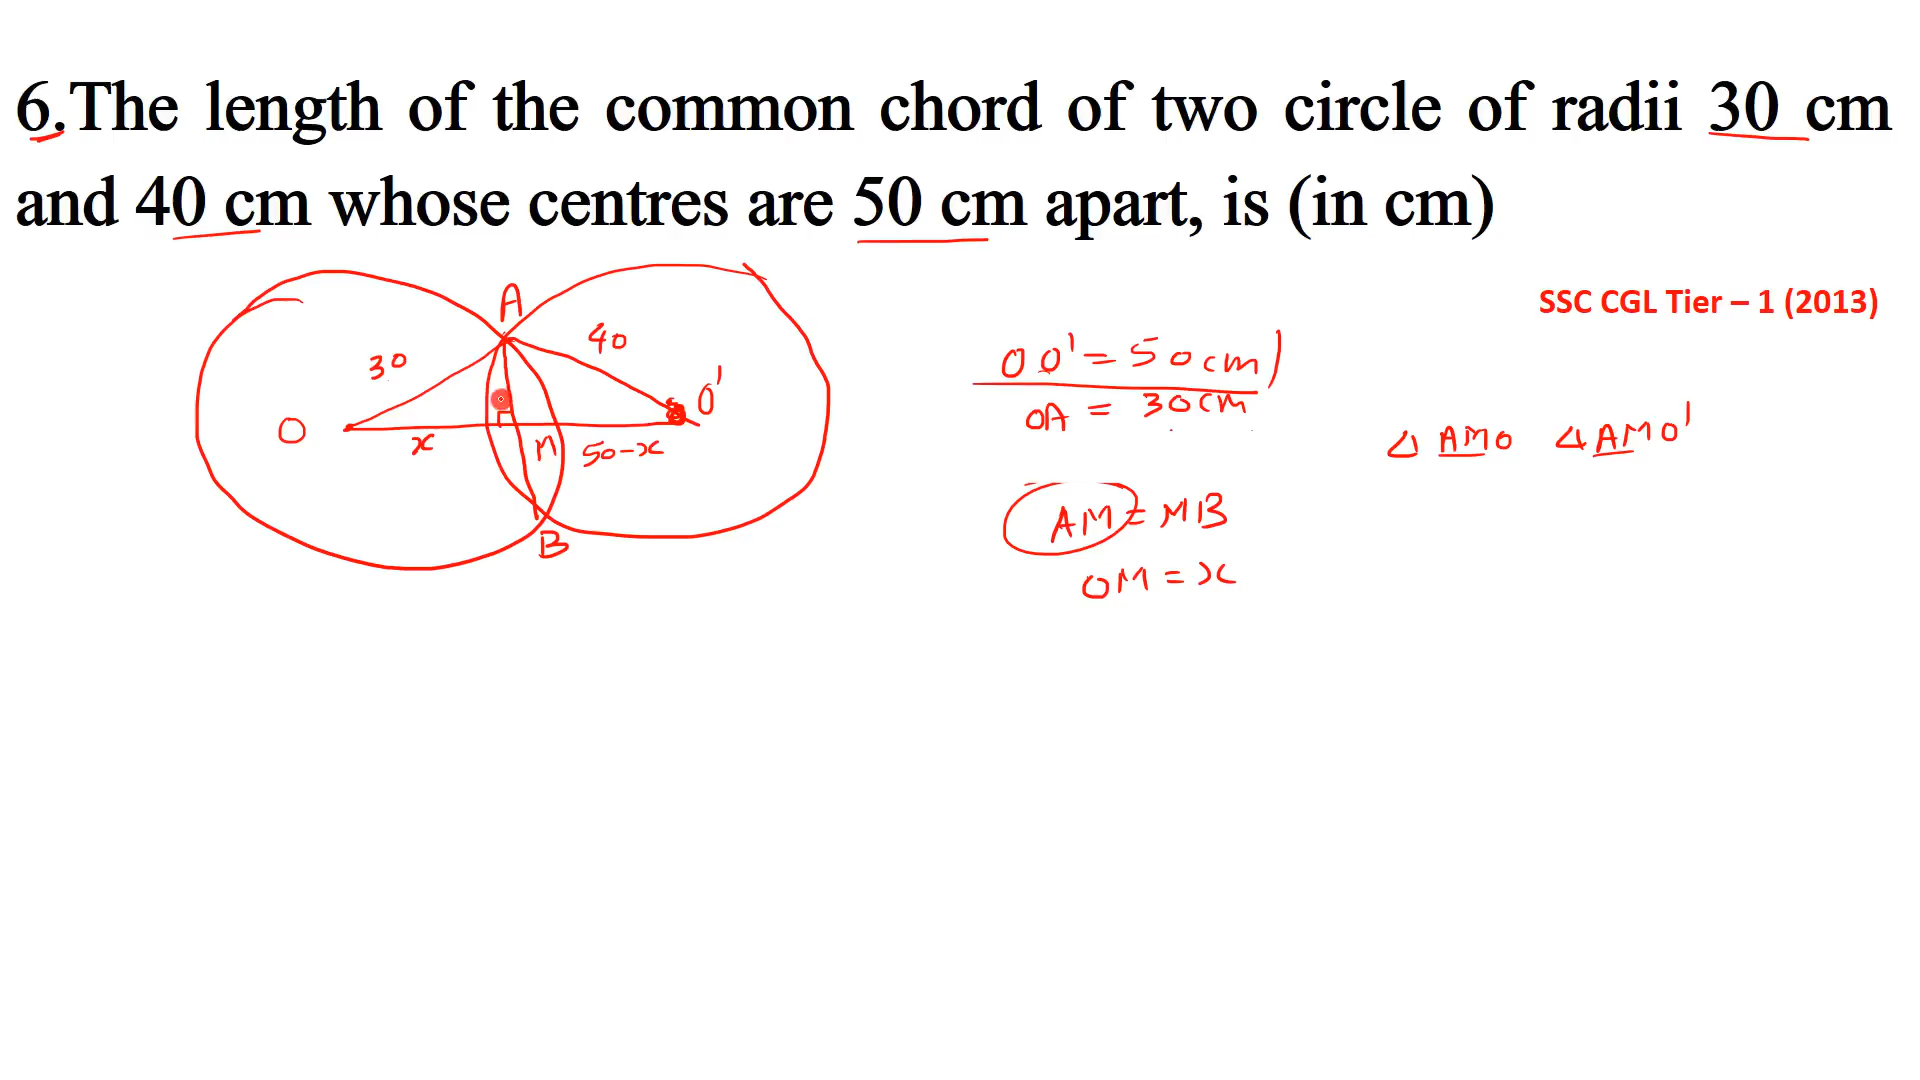 6.The length of the common chord of two circle of radii 30 cm
and 40 cm whose centres are 50 cm apart, is (in cm)
SSC CGL Tier – 1 (2013)
A
30
40
O
O'
x
M
50-x
B
OO' = 50cm
OA = 30cm
△ AMO △ AMO'
AM = MB
OM = x